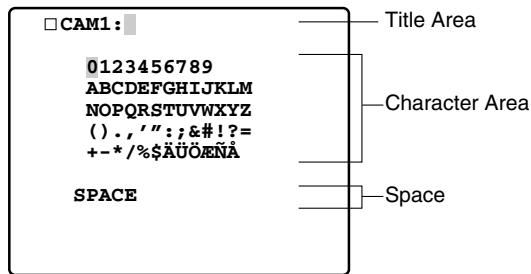 □CAM1:
Title Area
0123456789
ABCDEFGHIJKLM
NOPQRSTUVWXYZ
().,′″:;&#!?=
+-*/%$ÄÜÖÆÑÅ
Character Area
SPACE
Space